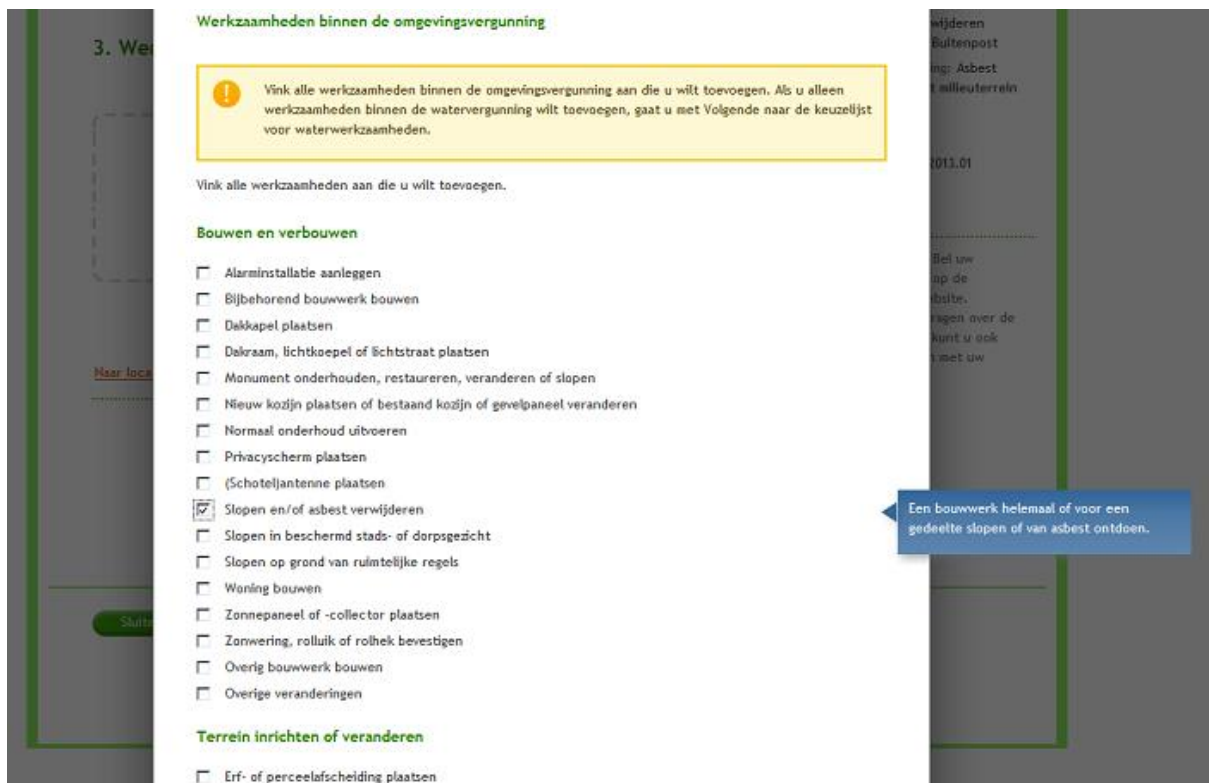 Werkzaamheden binnen de omgevingsvergunning
wijderen
3. Wer
Buitenpost
ing: Asbest
Vink alle werkzaamheden binnen de omgevingsvergunning aan die u wilt toevoegen. Als u alleen
t milieuterrein
werkzaamheden binnen de watervergunning wilt toevoegen, gaat u met Volgende naar de keuzelijst
voor waterwerkzaamheden.
2013.01
Vink alle werkzaamheden aan die u wilt toevoegen.
Bouwen en verbouwen
Bel uw
Alarminstallatie aanleggen
op de
Bijbehorend bouwwerk bouwen
bsite.
Dakkapel plaatsen
ragen over de
kunt u ook
Dakraam, lichtkoepel of lichtstraat plaatsen
n met uw
Naar loca
Monument onderhouden, restaureren, veranderen of slopen
Nieuw kozijn plaatsen of bestaand kozijn of gevelpaneel veranderen
Normaal onderhoud uitvoeren
Privacyscherm plaatsen
(Schotel)antenne plaatsen
Slopen en/of asbest verwijderen
Een bouwwerk helemaal of voor een
gedeelte slopen of van asbest ontdoen.
Slopen in beschermd stads- of dorpsgezicht
Slopen op grond van ruimtelijke regels
Woning bouwen
Zonnepaneel of -collector plaatsen
Sluite
Zonwering, rolluik of rolhek bevestigen
Overig bouwwerk bouwen
Overige veranderingen
Terrein inrichten of veranderen
Erf- of perceelafscheiding plaatsen